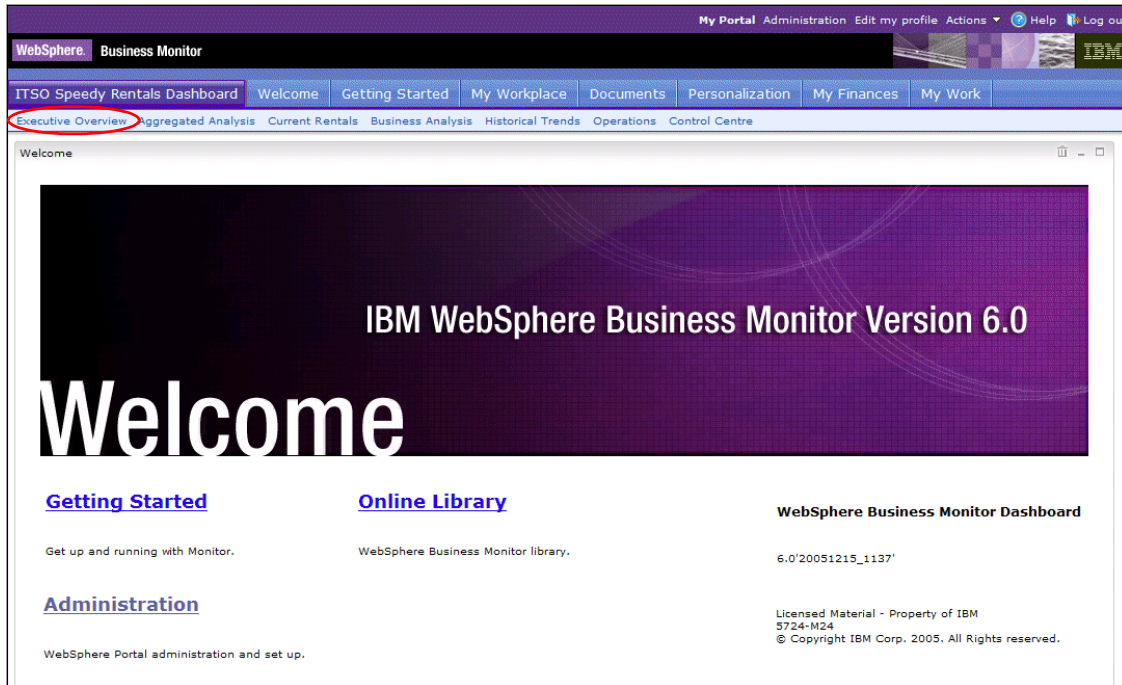 My Portal Administration Edit my profile Actions Help Log ou
WebSphere. Business Monitor IBM
ITSO Speedy Rentals Dashboard Welcome Getting Started My Workplace Documents Personalization My Finances My Work
Executive Overview Aggregated Analysis Current Rentals Business Analysis Historical Trends Operations Control Centre
Welcome
IBM WebSphere Business Monitor Version 6.0
Welcome
Getting Started
Get up and running with Monitor.
Online Library
WebSphere Business Monitor library.
WebSphere Business Monitor Dashboard
6.0'20051215_1137'
Administration
WebSphere Portal administration and set up.
Licensed Material - Property of IBM
5724-M24
© Copyright IBM Corp. 2005. All Rights reserved.